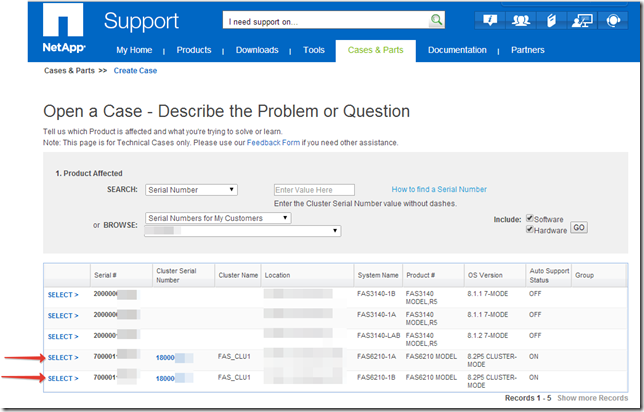 NetApp®
Support
I need support on…
My Home | Products | Downloads | Tools | Cases & Parts | Documentation | Partners
Cases & Parts >> Create Case
Open a Case - Describe the Problem or Question
Tell us which Product is affected and what you're trying to solve or learn.
Note: This page is for Technical Cases only. Please use our Feedback Form if you need other assistance.
1. Product Affected
SEARCH: Serial Number Enter Value Here How to find a Serial Number
Enter the Cluster Serial Number value without dashes.
or BROWSE: Serial Numbers for My Customers
Include: Software
Hardware GO
Serial # Cluster Serial Number Cluster Name Location System Name Product # OS Version Auto Support Status Group
SELECT > 2000000 FAS3140-1B FAS3140 MODEL,R5 8.1.1 7-MODE OFF
SELECT > 2000000 FAS3140-1A FAS3140 MODEL,R5 8.1.1 7-MODE OFF
SELECT > 200000 FAS3140-LAB FAS3140 MODEL,R5 8.1.2 7-MODE OFF
SELECT > 700001 18000 FAS_CLU1 FAS6210-1A FAS6210 MODEL 8.2P5 CLUSTER-MODE ON
SELECT > 700001 18000 FAS_CLU1 FAS6210-1B FAS6210 MODEL 8.2P5 CLUSTER-MODE ON
Records 1 - 5 Show more Records